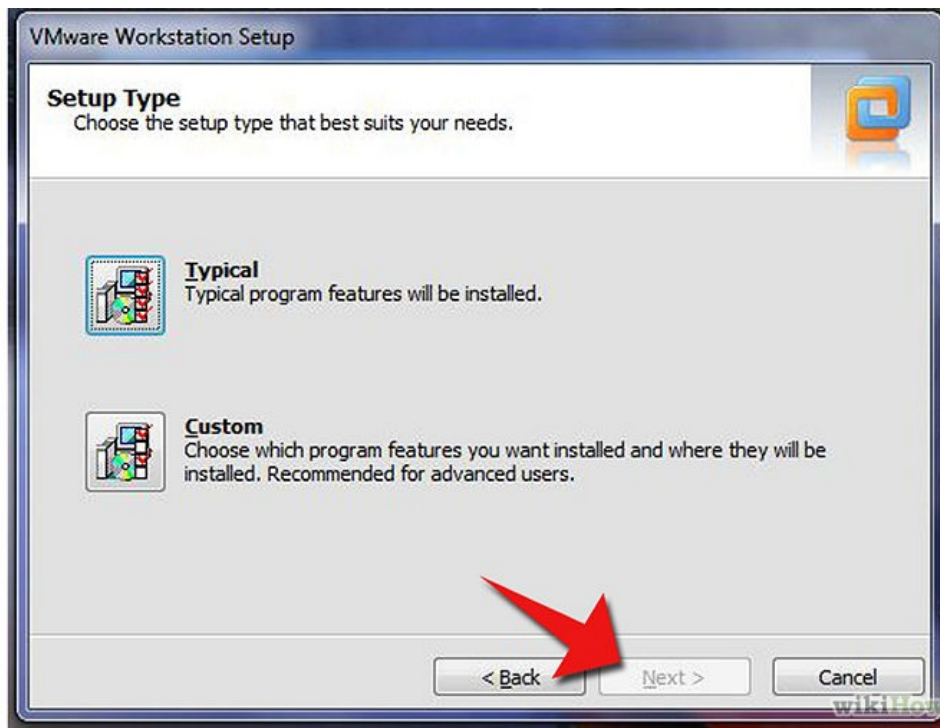 VMware Workstation Setup
Setup Type
Choose the setup type that best suits your needs.
Typical
Typical program features will be installed.
Custom
Choose which program features you want installed and where they will be
installed. Recommended for advanced users.
< Back
Next >
Cancel
wikiHow